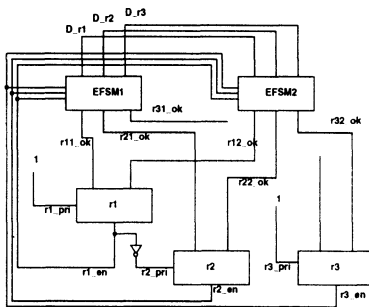 D_r3
D_r2
D_r1
EFSM1
EFSM2
r31_ok
r32_ok
r11_ok
r21_ok
r12_ok
r22_ok
1
r1
r1_pri
1
r1_en
r2_pri
r2
r3_pri
r3
r2_en
r3_en